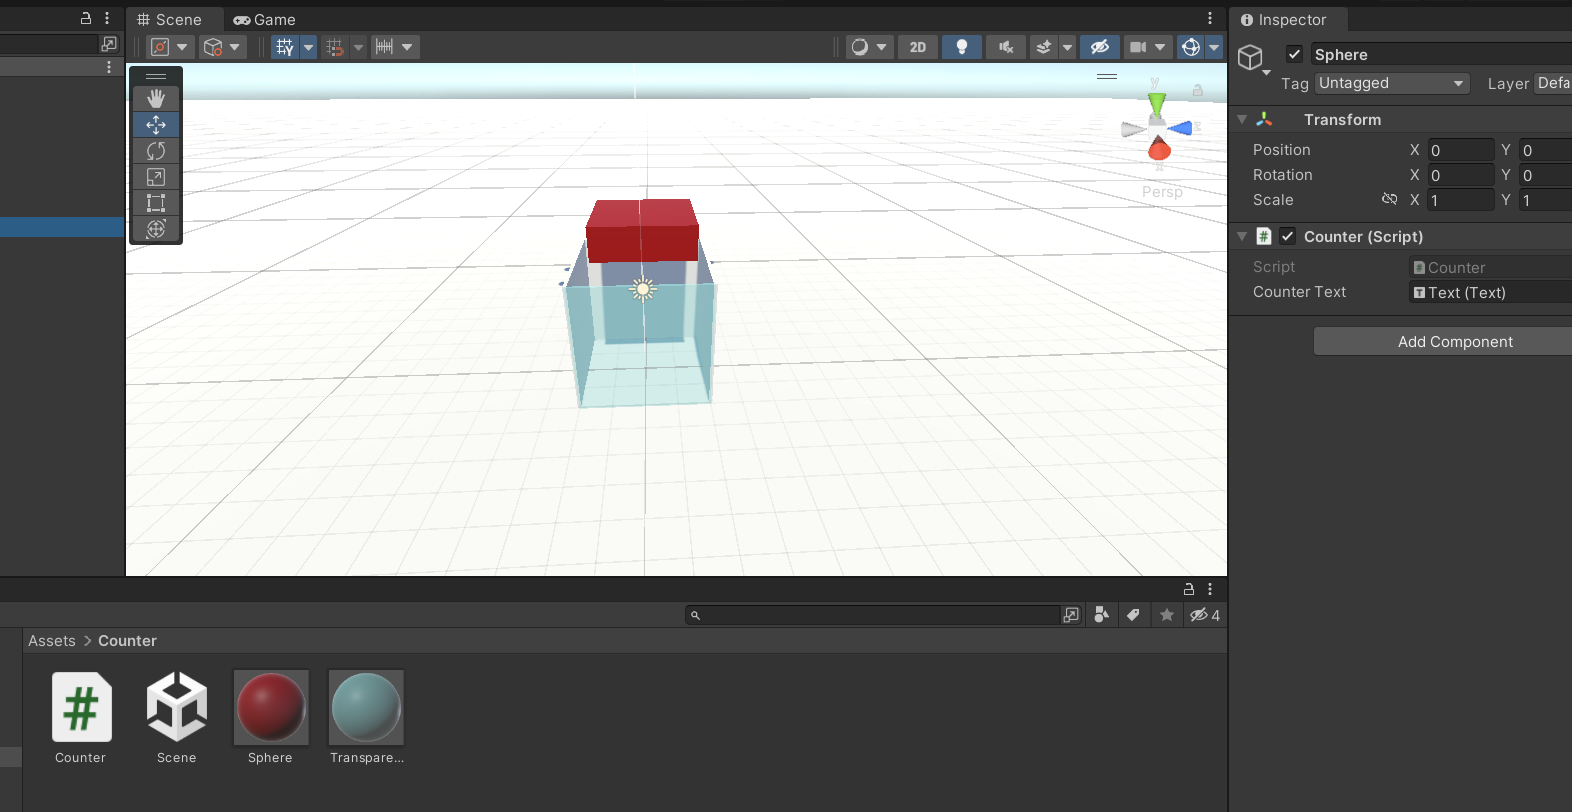 Scene Game
Inspector
2D
Sphere
Tag Untagged Layer Defa
Transform
Position X 0 Y 0
Rotation X 0 Y 0
Scale X 1 Y 1
y
z
x
Persp
Counter (Script)
Script Counter
Counter Text Text (Text)
Add Component
4
Assets > Counter
Counter Scene Sphere Transpare...